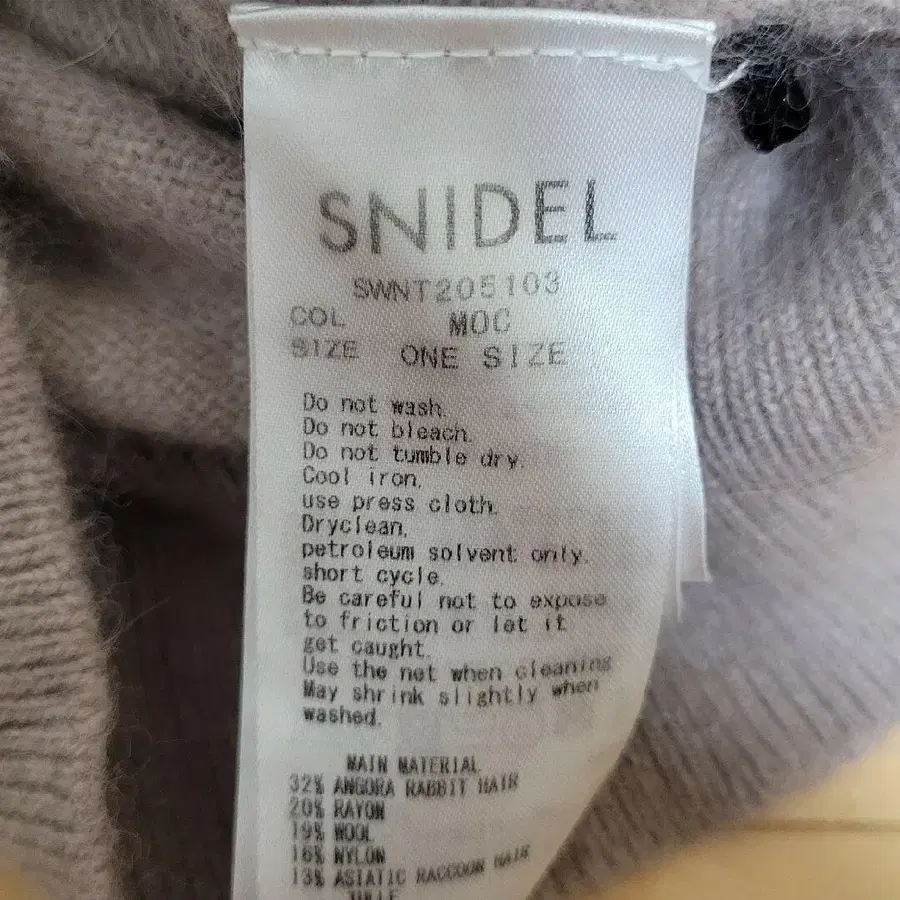 SNIDEL
SWNT205103
COL MOC
SIZE ONE SIZE
Do not wash.
Do not bleach.
Do not tumble dry.
Cool iron,
use press cloth.
Dryclean,
petroleum solvent only.
short cycle.
Be careful not to expose
to friction or let it
get caught.
Use the net when cleaning
May shrink slightly when
washed.
MAIN MATERIAL
32% ANGORA RABBIT HAIR
20% RAYON
19% WOOL
16% NYLON
13% ASIATIC RACCOON HAIR